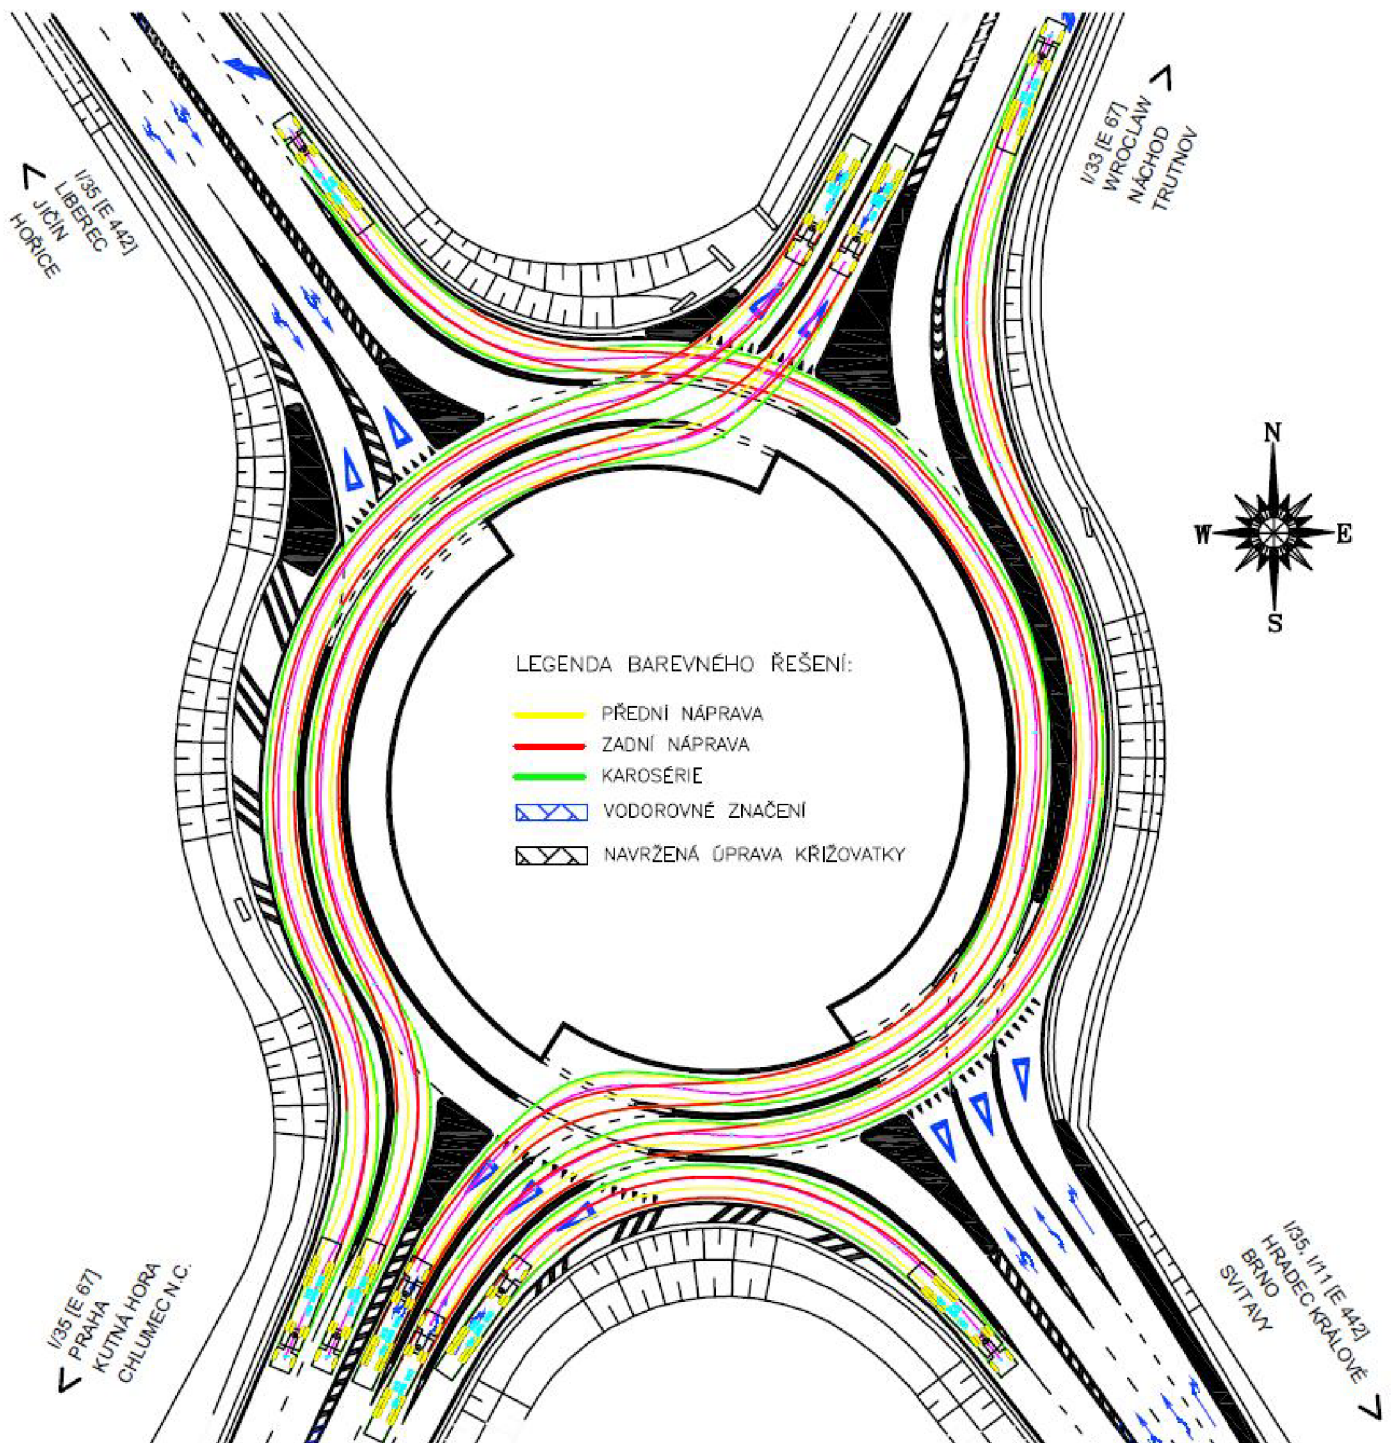 I/35 [E 442]
LIBEREC
JIČÍN
HOŘICE
I/33 [E 67]
WROCLAW
NÁCHOD
TRUTNOV
N
W
E
S
LEGENDA BAREVNÉHO ŘEŠENÍ:
PŘEDNÍ NÁPRAVA
ZADNÍ NÁPRAVA
KAROSÉRIE
VODOROVNÉ ZNAČENÍ
NAVRŽENÁ ÚPRAVA KŘIŽOVATKY
I/35 [E 67]
PRAHA
KUTNÁ HORA
CHLUMEC N.C.
I/35, I/11 [E 442]
HRADEC KRÁLOVÉ
BRNO
SVITAVY